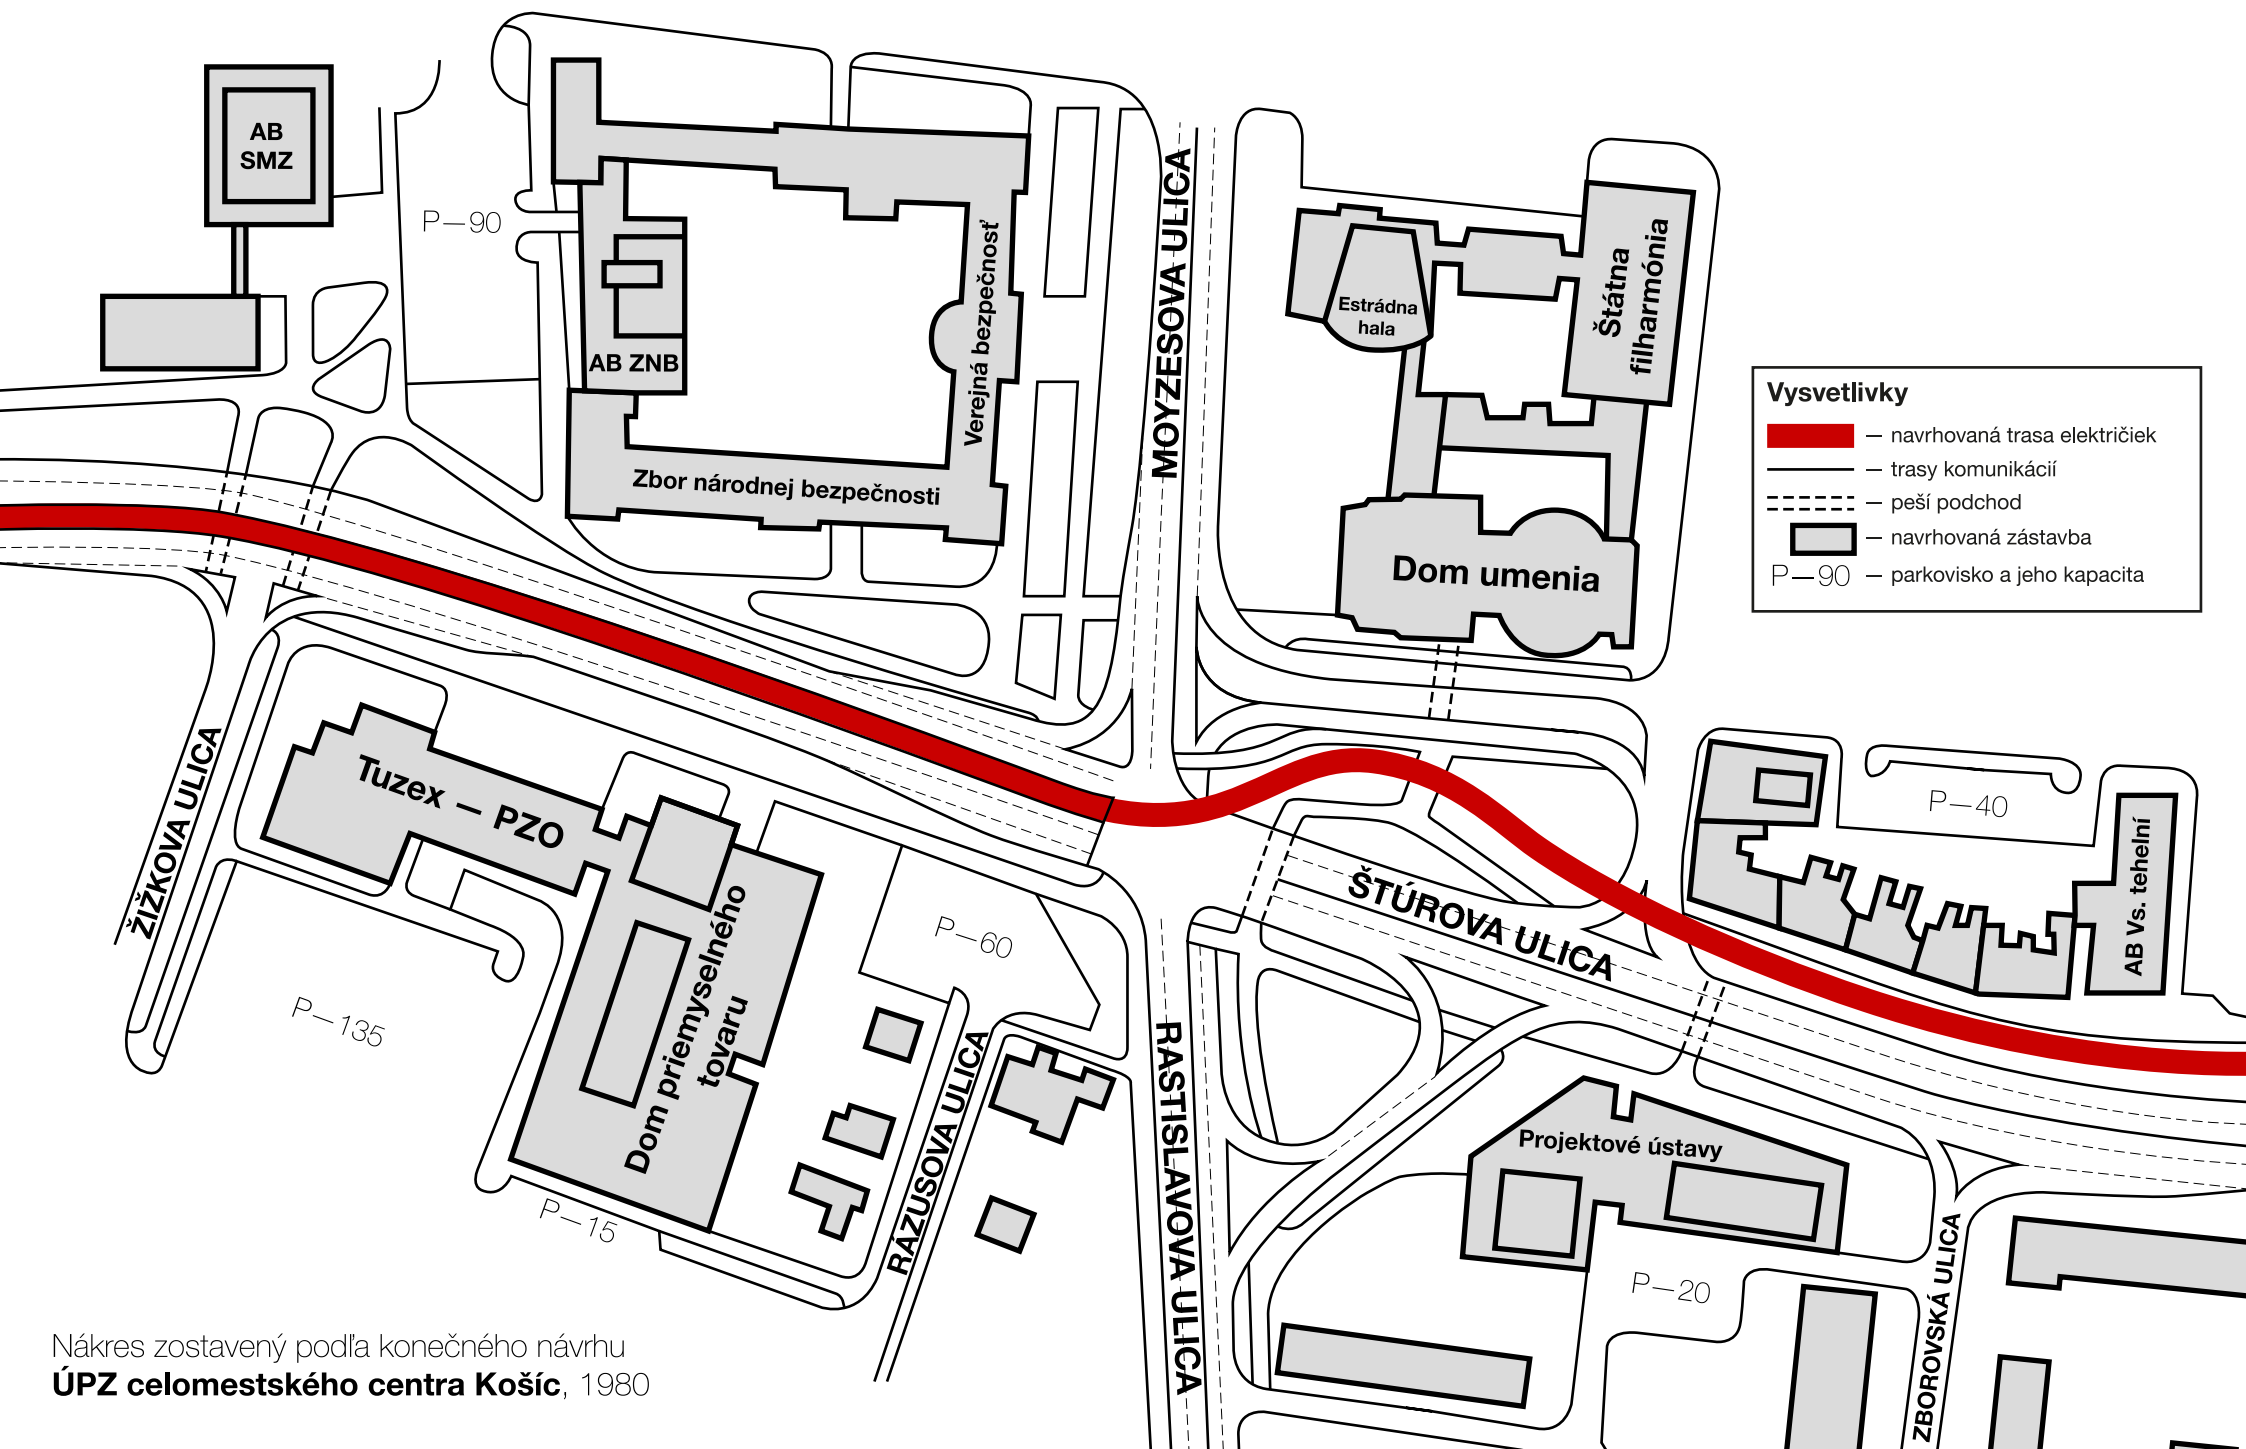 AB
SMZ
P—90
AB ZNB
Verejná bezpečnosť
Zbor národnej bezpečnosti
MOYZESOVA ULICA
Estrádna
hala
Štátna
filharmónia
Dom umenia
Vysvetlivky
— navrhovaná trasa električiek
— trasy komunikácií
— peší podchod
— navrhovaná zástavba
P—90 — parkovisko a jeho kapacita
ŽIŽKOVA ULICA
Tuzex — PZO
Dom priemyselného
tovaru
P—135
P—15
P—60
RÁZUSOVA ULICA
RASTISLAVOVA ULICA
ŠTÚROVA ULICA
P—40
AB Vs. tehelní
Projektové ústavy
P—20
ZBOROVSKÁ ULICA
Nákres zostavený podľa konečného návrhu
ÚPZ celomestského centra Košíc, 1980